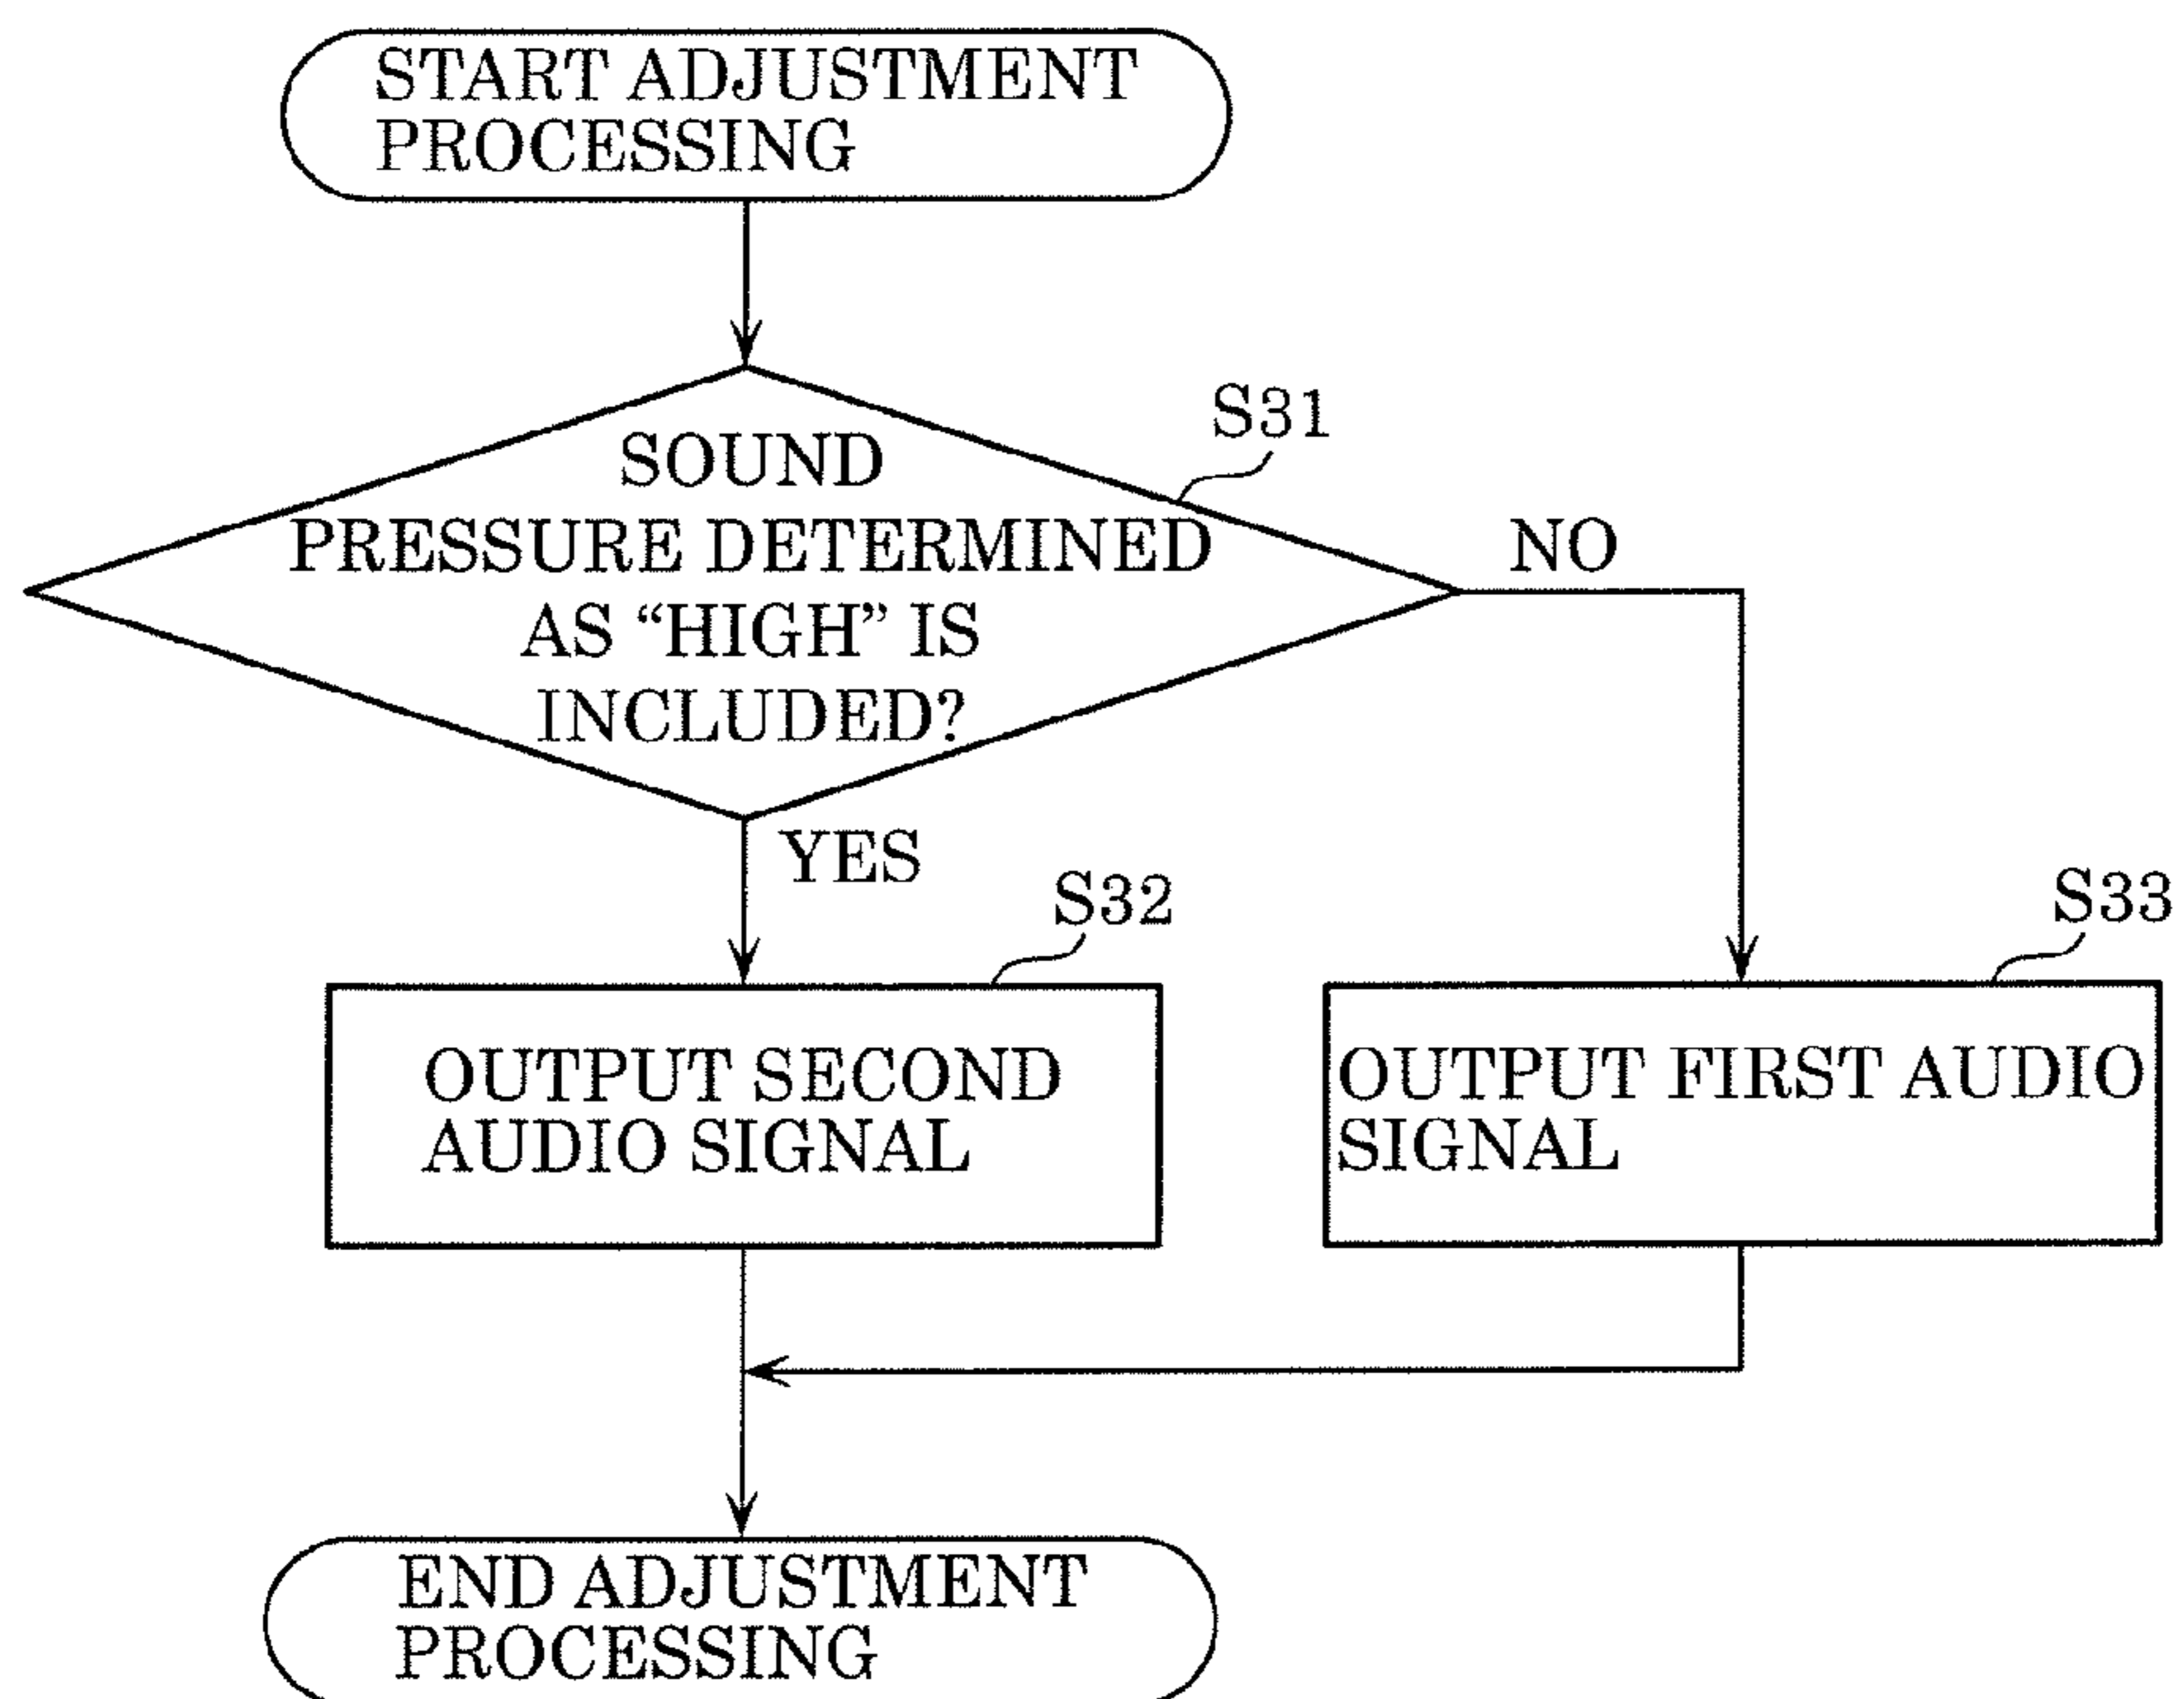 START ADJUSTMENT
PROCESSING
S31
SOUND
PRESSURE DETERMINED
AS “HIGH” IS
INCLUDED?
NO
YES
S32
S33
OUTPUT SECOND
AUDIO SIGNAL
OUTPUT FIRST AUDIO
SIGNAL
END ADJUSTMENT
PROCESSING